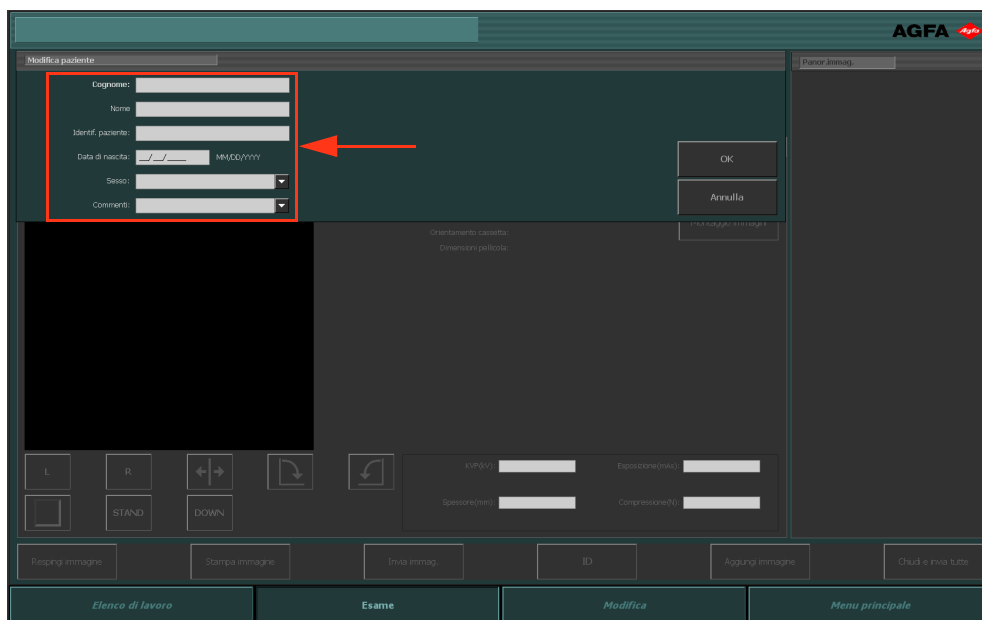 AGFA Agfa
Modifica paziente
Panor.immag.
Cognome:
Nome
Identif. paziente:
Data di nascita: __/__/____ MM/DD/YYYY
Sesso:
Commenti:
OK
Annulla
Montaggio immagini
Orientamento cassetta:
Dimensioni pellicola:
L R
STAND DOWN
KVP(kV): Esposizione(mAs):
Spessore(mm): Compressione(N):
Respingi immagine Stampa immagine Invia immag. IID Aggiungi immagine Chiudi e invia tutte
Elenco di lavoro Esame Modifica Menu principale